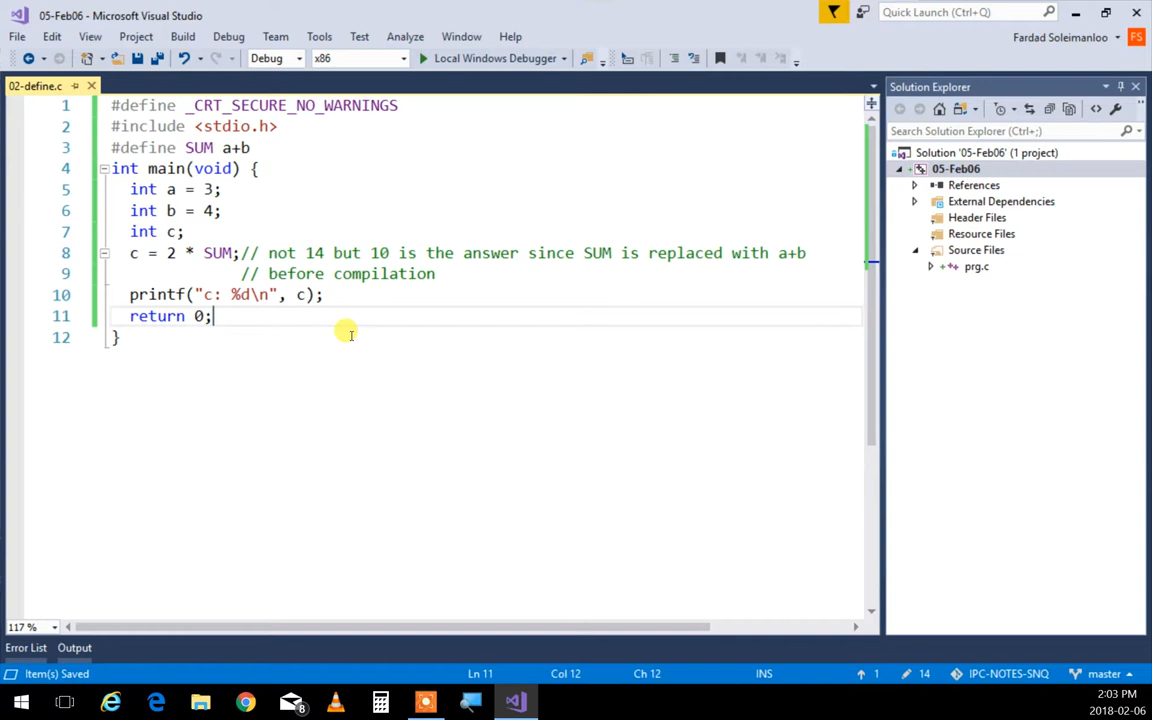 05-Feb06 - Microsoft Visual Studio
Quick Launch (Ctrl+Q)
File Edit View Project Build Debug Team Tools Test Analyze Window Help
Fardad Soleimanloo FS
Debug x86 Local Windows Debugger
02-define.c
1 #define _CRT_SECURE_NO_WARNINGS
2 #include <stdio.h>
3 #define SUM a+b
4 int main(void) {
5 int a = 3;
6 int b = 4;
7 int c;
8 c = 2 * SUM;// not 14 but 10 is the answer since SUM is replaced with a+b
9 // before compilation
10 printf("c: %d\n", c);
11 return 0;
12 }
117 %
Solution Explorer
Search Solution Explorer (Ctrl+;)
Solution '05-Feb06' (1 project)
05-Feb06
References
External Dependencies
Header Files
Resource Files
Source Files
prg.c
Error List Output
Item(s) Saved Ln 11 Col 12 Ch 12 INS 1 14 IPC-NOTES-SNQ master
8
2:03 PM
2018-02-06